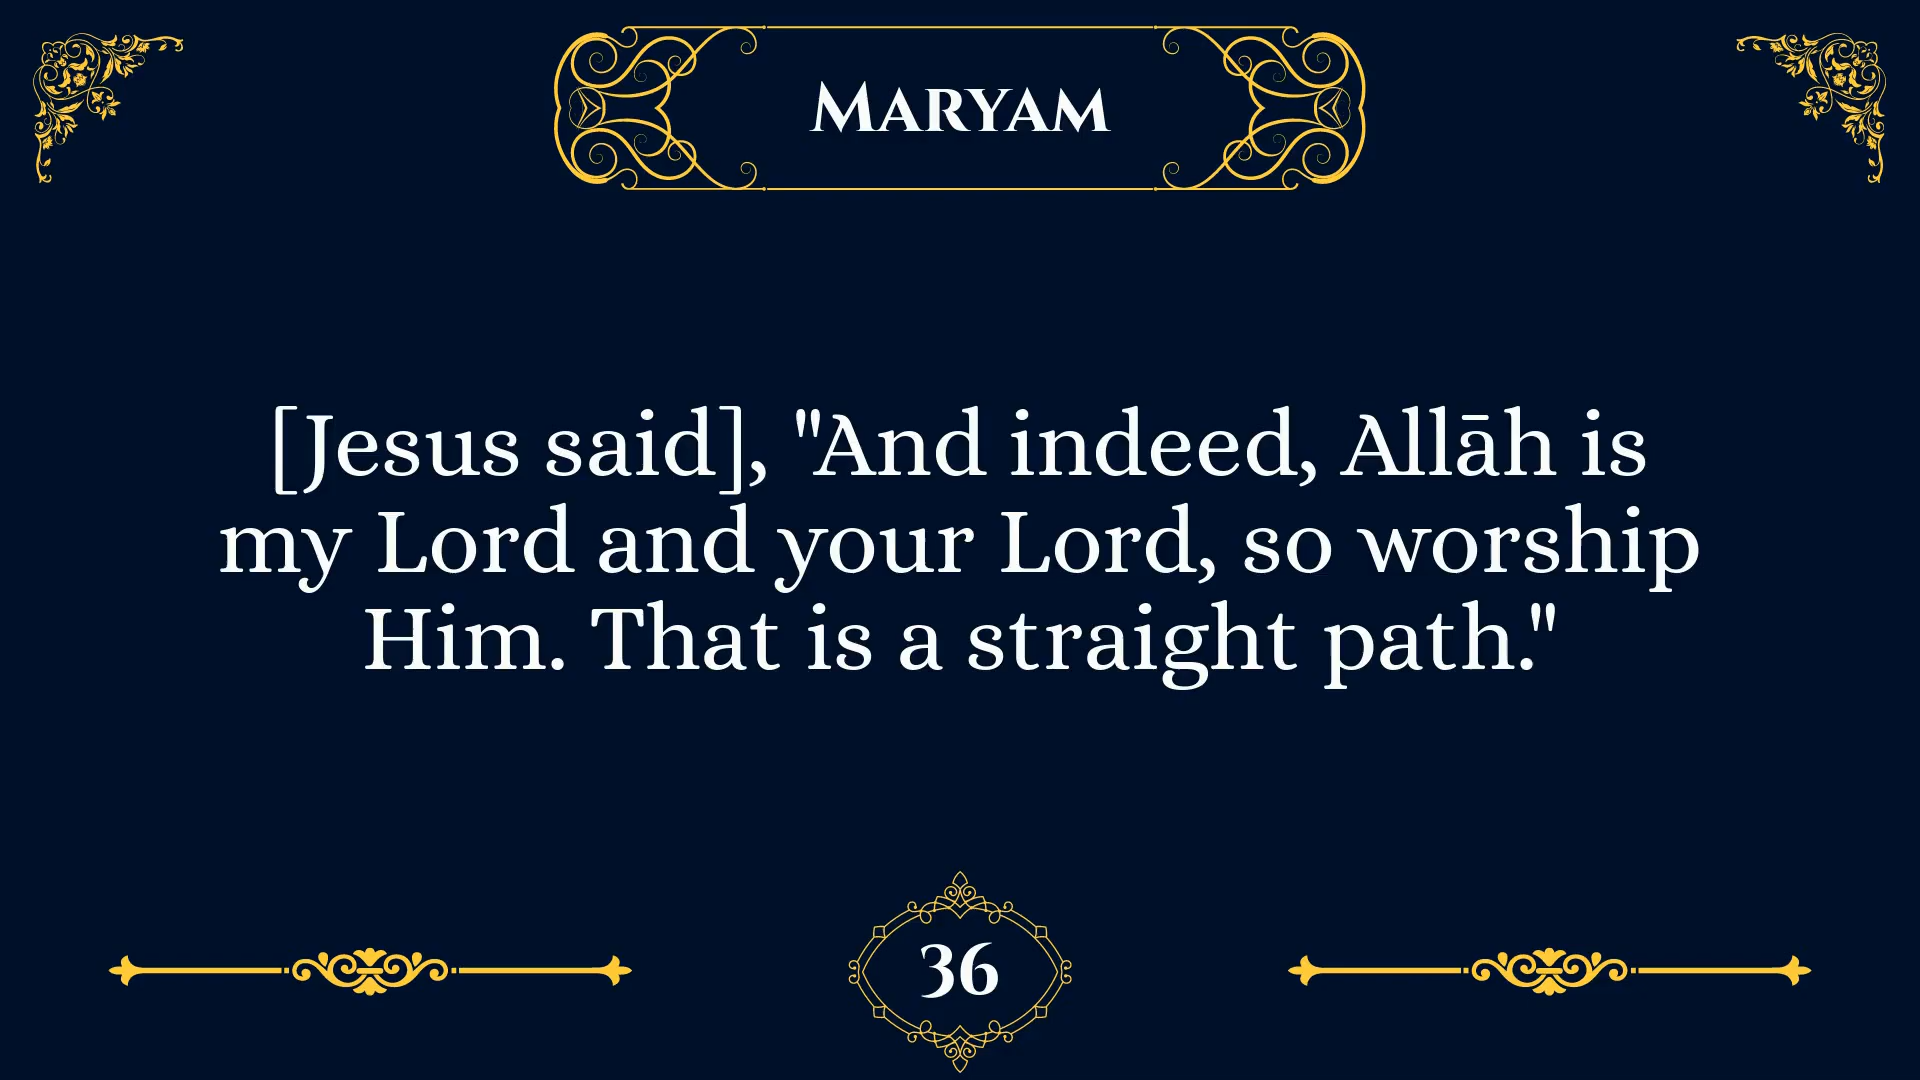 Maryam
[Jesus said], "And indeed, Allāh is
my Lord and your Lord, so worship
Him. That is a straight path."
36